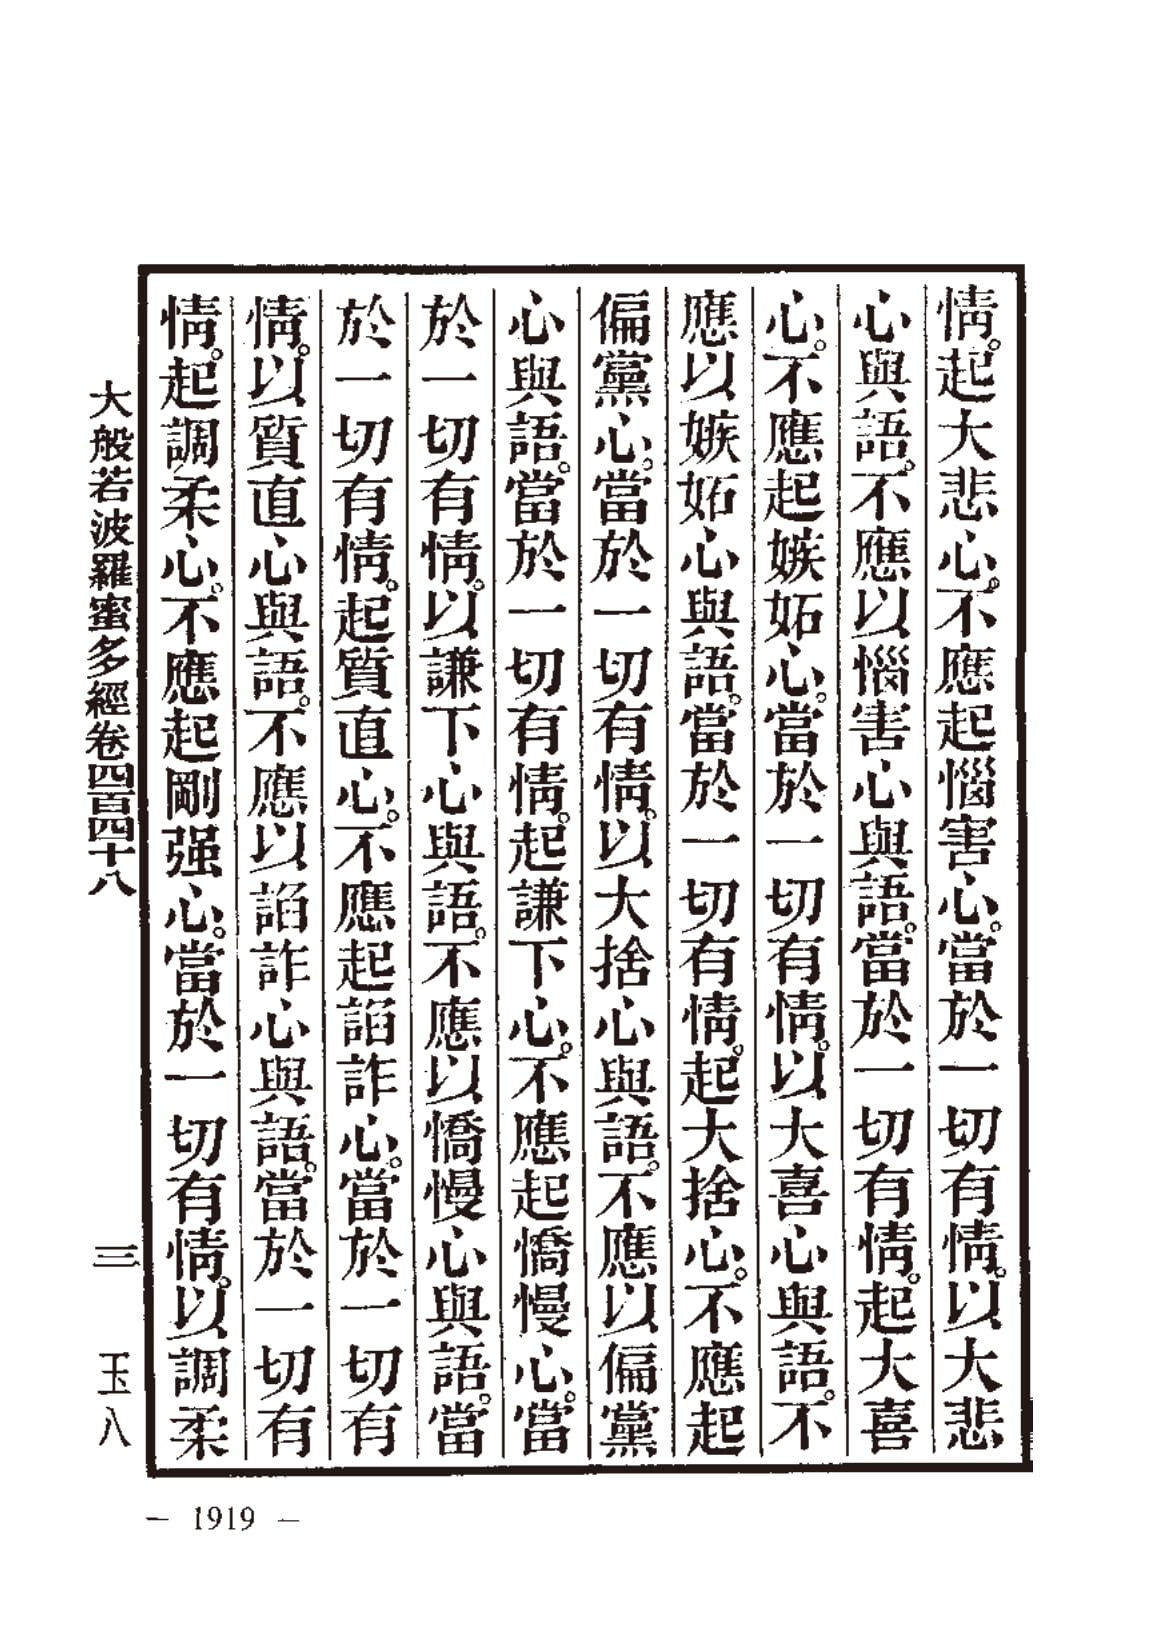 情。起大悲心。不應起惱害心。當於一切有情。以大悲
心與語。不應以惱害心與語。當於一切有情。起大喜
心。不應起嫉妬心。當於一切有情。以大喜心與語。不
應以嫉妬心與語。當於一切有情。起大捨心。不應起
偏黨心。當於一切有情。以大捨心與語。不應以偏黨
心與語。當於一切有情。起謙下心。不應起憍慢心。當
於一切有情。以謙下心與語。不應以憍慢心與語。當
於一切有情。起質直心。不應起諂詐心。當於一切有
情。以質直心與語。不應以諂詐心與語。當於一切有
情。起調柔心。不應起剛强心。當於一切有情。以調柔
大般若波羅蜜多經卷四百四十八 三 玉八
— 1919 —